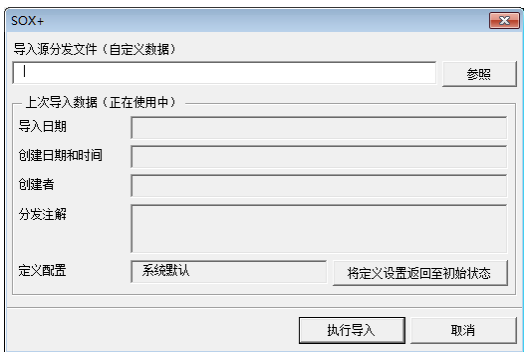 SOX+
导入源分发文件（自定义数据）
参照
上次导入数据（正在使用中）
导入日期
创建日期和时间
创建者
分发注解
定义配置 系统默认 将定义设置返回至初始状态
执行导入 取消